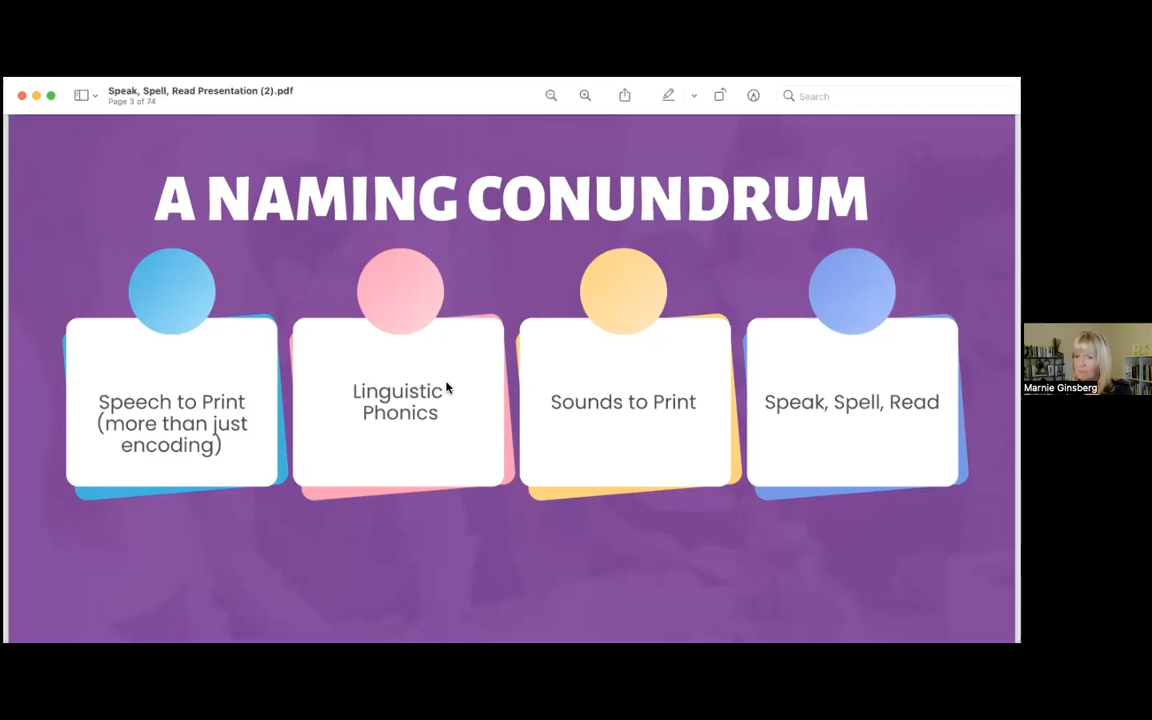 Speak, Spell, Read Presentation (2).pdf
Page 3 of 74
Search
A NAMING CONUNDRUM
Speech to Print
(more than just
encoding)
Linguistic
Phonics
Sounds to Print
Speak, Spell, Read
Marnie Ginsberg